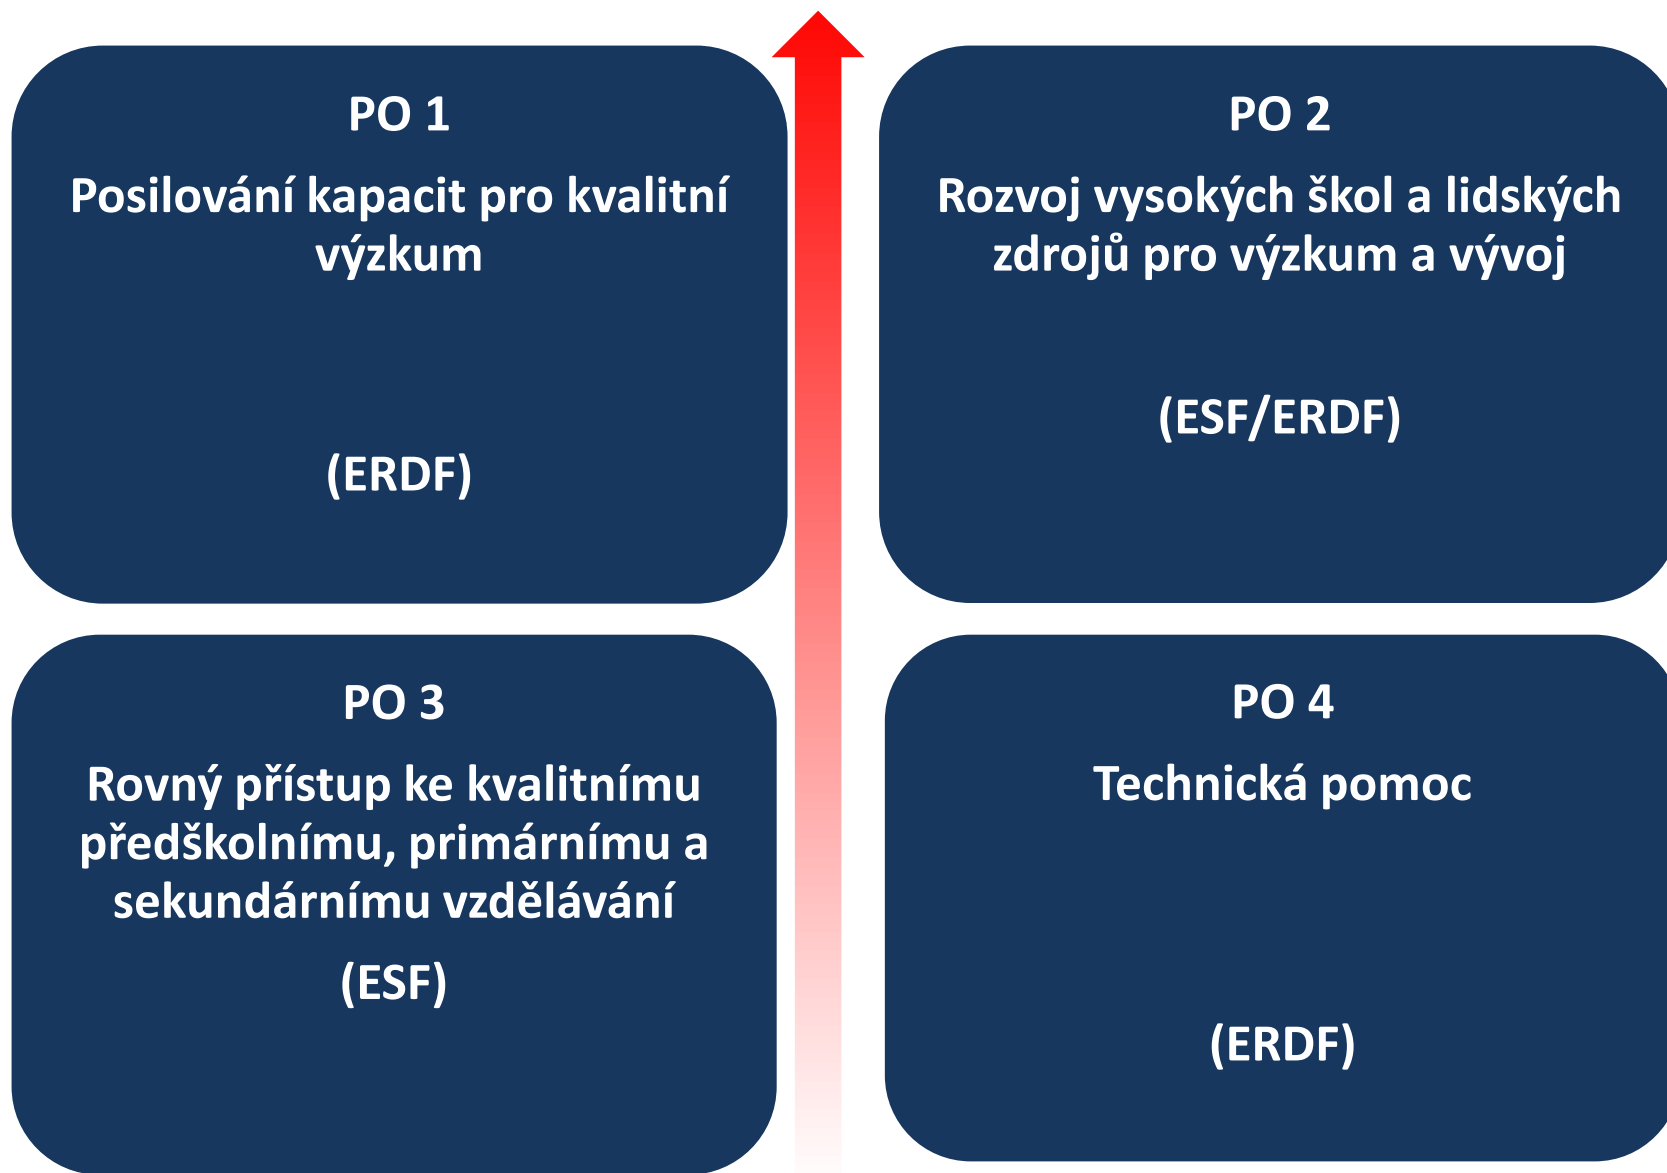 PO 1
Posilování kapacit pro kvalitní
výzkum
(ERDF)
PO 2
Rozvoj vysokých škol a lidských
zdrojů pro výzkum a vývoj
(ESF/ERDF)
PO 3
Rovný přístup ke kvalitnímu
předškolnímu, primárnímu a
sekundárnímu vzdělávání
(ESF)
PO 4
Technická pomoc
(ERDF)